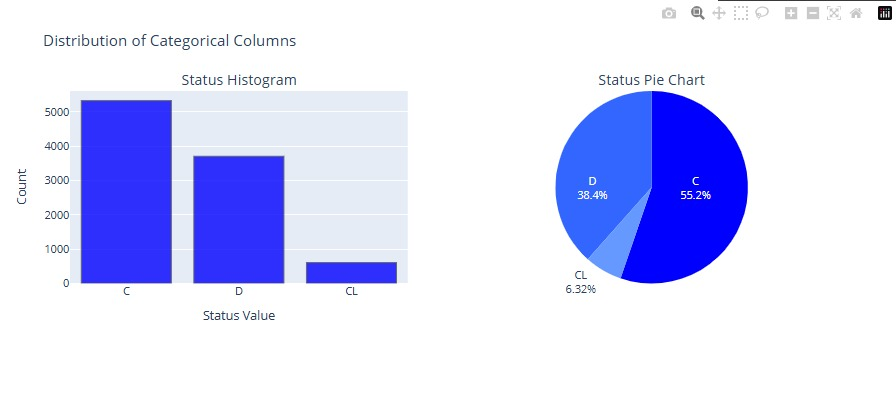 Distribution of Categorical Columns
Status Histogram
Count
5000
4000
3000
2000
1000
0
C
D
CL
Status Value
Status Pie Chart
D
38.4%
C
55.2%
CL
6.32%